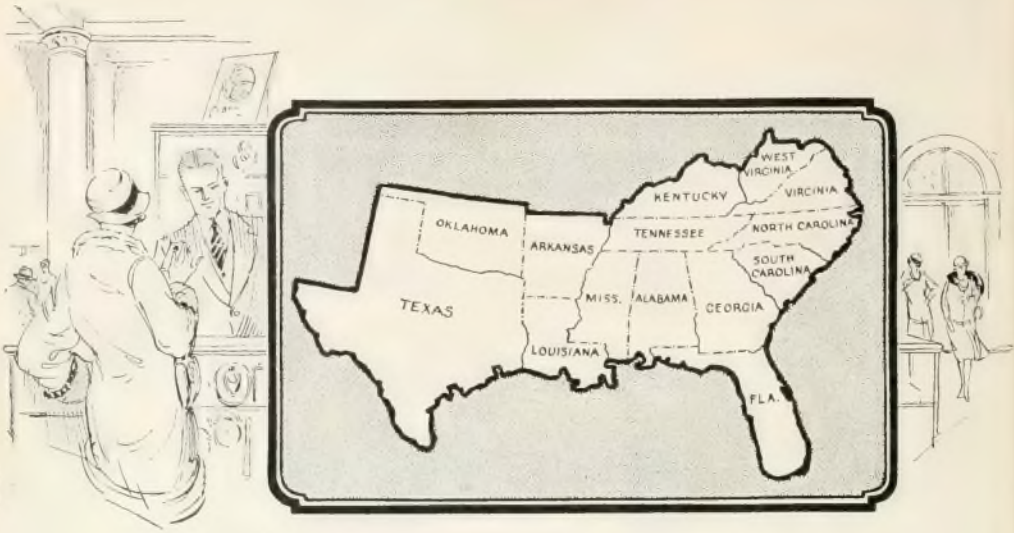 WEST
VIRGINIA
KENTUCKY
VIRGINIA
OKLAHOMA
ARKANSAS
TENNESSEE
NORTH CAROLINA
SOUTH
CAROLINA
TEXAS
MISS.
ALABAMA
GEORGIA
LOUISIANA
FLA.